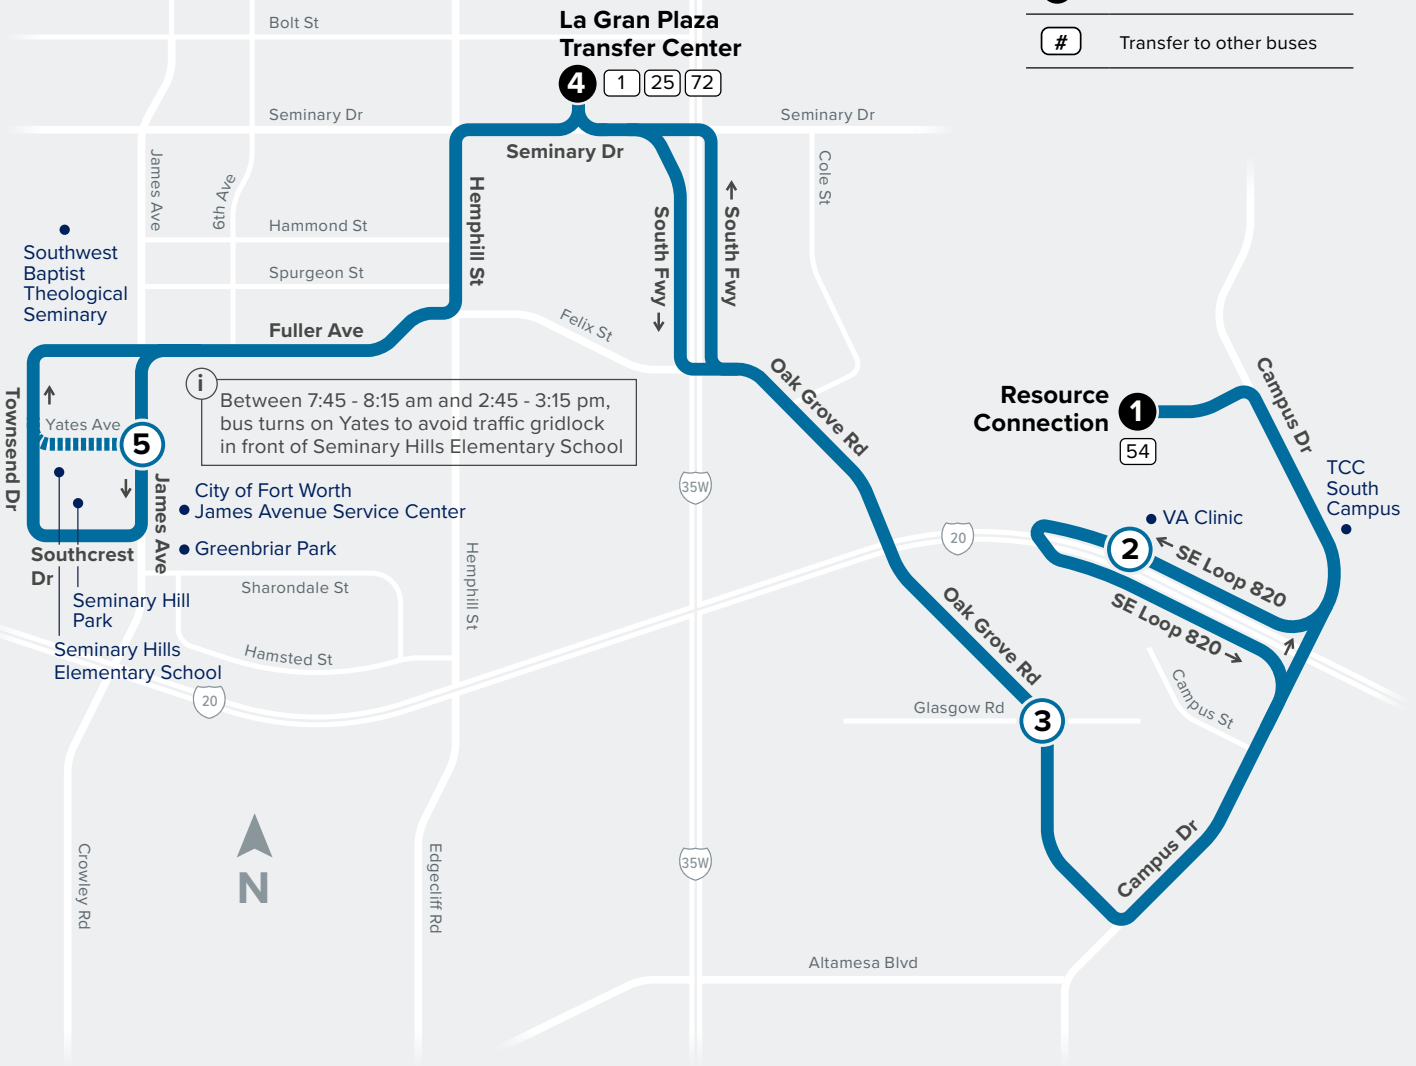 La Gran Plaza
Transfer Center
4 1 25 72
# Transfer to other buses
Bolt St
Seminary Dr
Seminary Dr
Seminary Dr
James Ave
6th Ave
Hammond St
Spurgeon St
Hemphill St
South Fwy
South Fwy
Cole St
Felix St
Fuller Ave
Southwest
Baptist
Theological
Seminary
i
Between 7:45 - 8:15 am and 2:45 - 3:15 pm,
bus turns on Yates to avoid traffic gridlock
in front of Seminary Hills Elementary School
Townsend Dr
Yates Ave
5
James Ave
Southcrest
Dr
City of Fort Worth
James Avenue Service Center
Greenbriar Park
Sharondale St
Hamsted St
Hemphill St
Seminary Hill
Park
Seminary Hills
Elementary School
20
Oak Grove Rd
35W
Resource
Connection
1
54
Campus Dr
TCC
South
Campus
VA Clinic
2
SE Loop 820
SE Loop 820
20
Oak Grove Rd
Glasgow Rd
3
Campus St
Campus Dr
N
Crowley Rd
Edgecliff Rd
35W
Altamesa Blvd